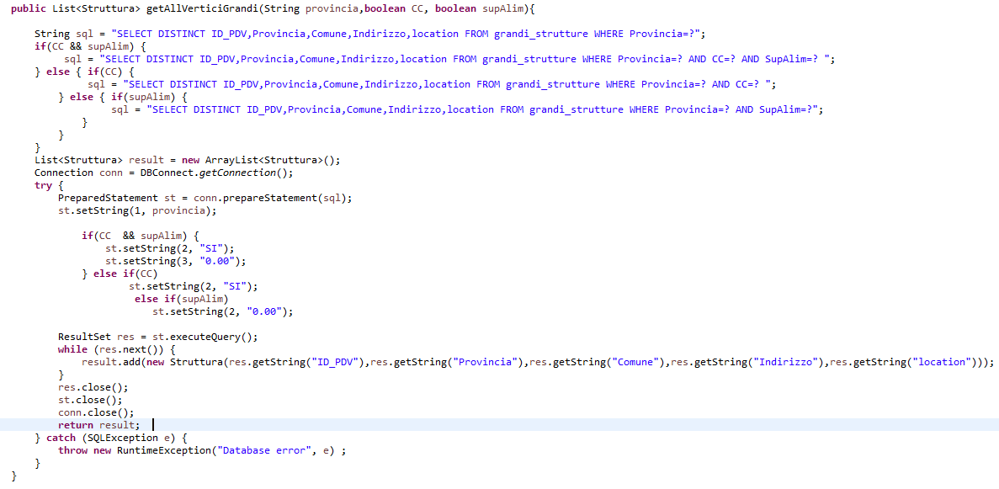 public List<Struttura> getAllVerticiGrandi(String provincia,boolean CC, boolean supAlim){
String sql = "SELECT DISTINCT ID_PDV,Provincia,Comune,Indirizzo,location FROM grandi_strutture WHERE Provincia=?";
if(CC && supAlim) {
sql = "SELECT DISTINCT ID_PDV,Provincia,Comune,Indirizzo,location FROM grandi_strutture WHERE Provincia=? AND CC=? AND SupAlim=? ";
} else { if(CC) {
sql = "SELECT DISTINCT ID_PDV,Provincia,Comune,Indirizzo,location FROM grandi_strutture WHERE Provincia=? AND CC=? ";
} else { if(supAlim) {
sql = "SELECT DISTINCT ID_PDV,Provincia,Comune,Indirizzo,location FROM grandi_strutture WHERE Provincia=? AND SupAlim=?";
}
}
}
List<Struttura> result = new ArrayList<Struttura>();
Connection conn = DBConnect.getConnection();
try {
PreparedStatement st = conn.prepareStatement(sql);
st.setString(1, provincia);
if(CC  && supAlim) {
st.setString(2, "SI");
st.setString(3, "0.00");
} else if(CC)
st.setString(2, "SI");
else if(supAlim)
st.setString(2, "0.00");
ResultSet res = st.executeQuery();
while (res.next()) {
result.add(new Struttura(res.getString("ID_PDV"),res.getString("Provincia"),res.getString("Comune"),res.getString("Indirizzo"),res.getString("location")));
}
res.close();
st.close();
conn.close();
return result;
} catch (SQLException e) {
throw new RuntimeException("Database error", e) ;
}
}